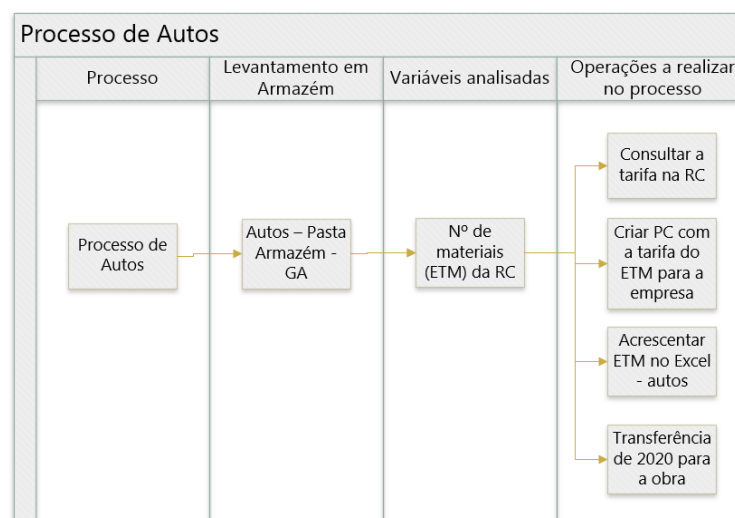 Processo de Autos
Processo
Levantamento em
Armazém
Variáveis analisadas
Operações a realizar
no processo
Processo de
Autos
Autos – Pasta
Armazém -
GA
Nº de
materiais
(ETM) da RC
Consultar a
tarifa na RC
Criar PC com
a tarifa do
ETM para a
empresa
Acrescentar
ETM no Excel
- autos
Transferência
de 2020 para
a obra